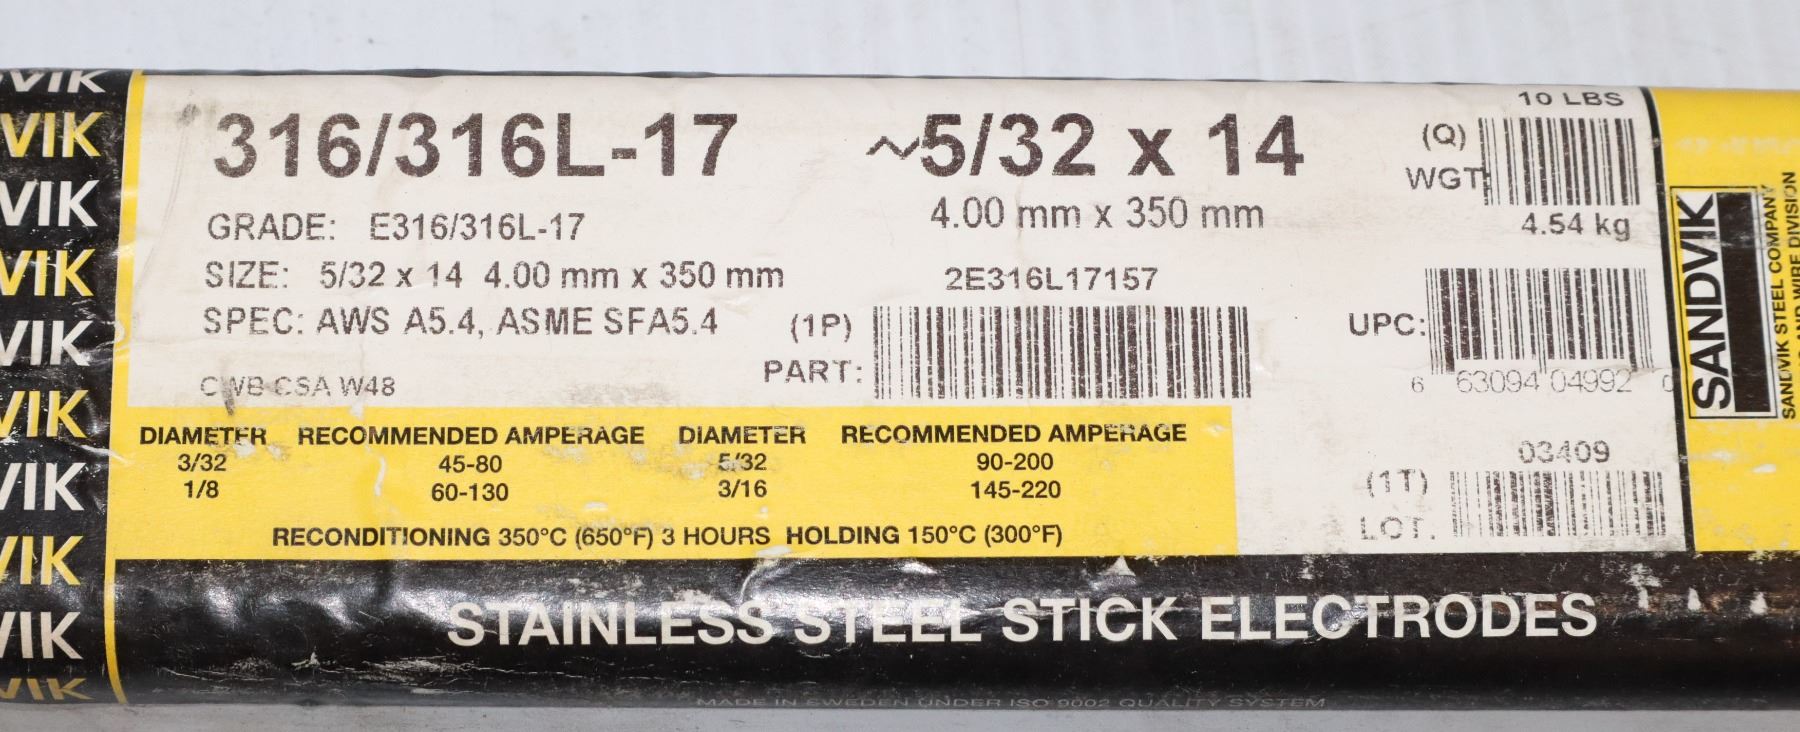 VIK
VIK
VIK
VIK
VIK
VIK
VIK
VIK
VIK
VIK
316/316L-17 ~5/32 x 14
4.00 mm x 350 mm
GRADE: E316/316L-17
SIZE: 5/32 x 14 4.00 mm x 350 mm
SPEC: AWS A5.4, ASME SFA5.4
CWB CSA W48
2E316L17157
(1P)
PART:
10 LBS
(Q)
WGT
4.54 kg
UPC:
6 63094 04992 0
03409
(1T)
LOT:
DIAMETER RECOMMENDED AMPERAGE DIAMETER RECOMMENDED AMPERAGE
3/32 45-80 5/32 90-200
1/8 60-130 3/16 145-220
RECONDITIONING 350°C (650°F) 3 HOURS HOLDING 150°C (300°F)
STAINLESS STEEL STICK ELECTRODES
MADE IN SWEDEN UNDER ISO 9002 QUALITY SYSTEM
SANDVIK
SANDVIK STEEL COMPANY
AND WIRE DIVISION